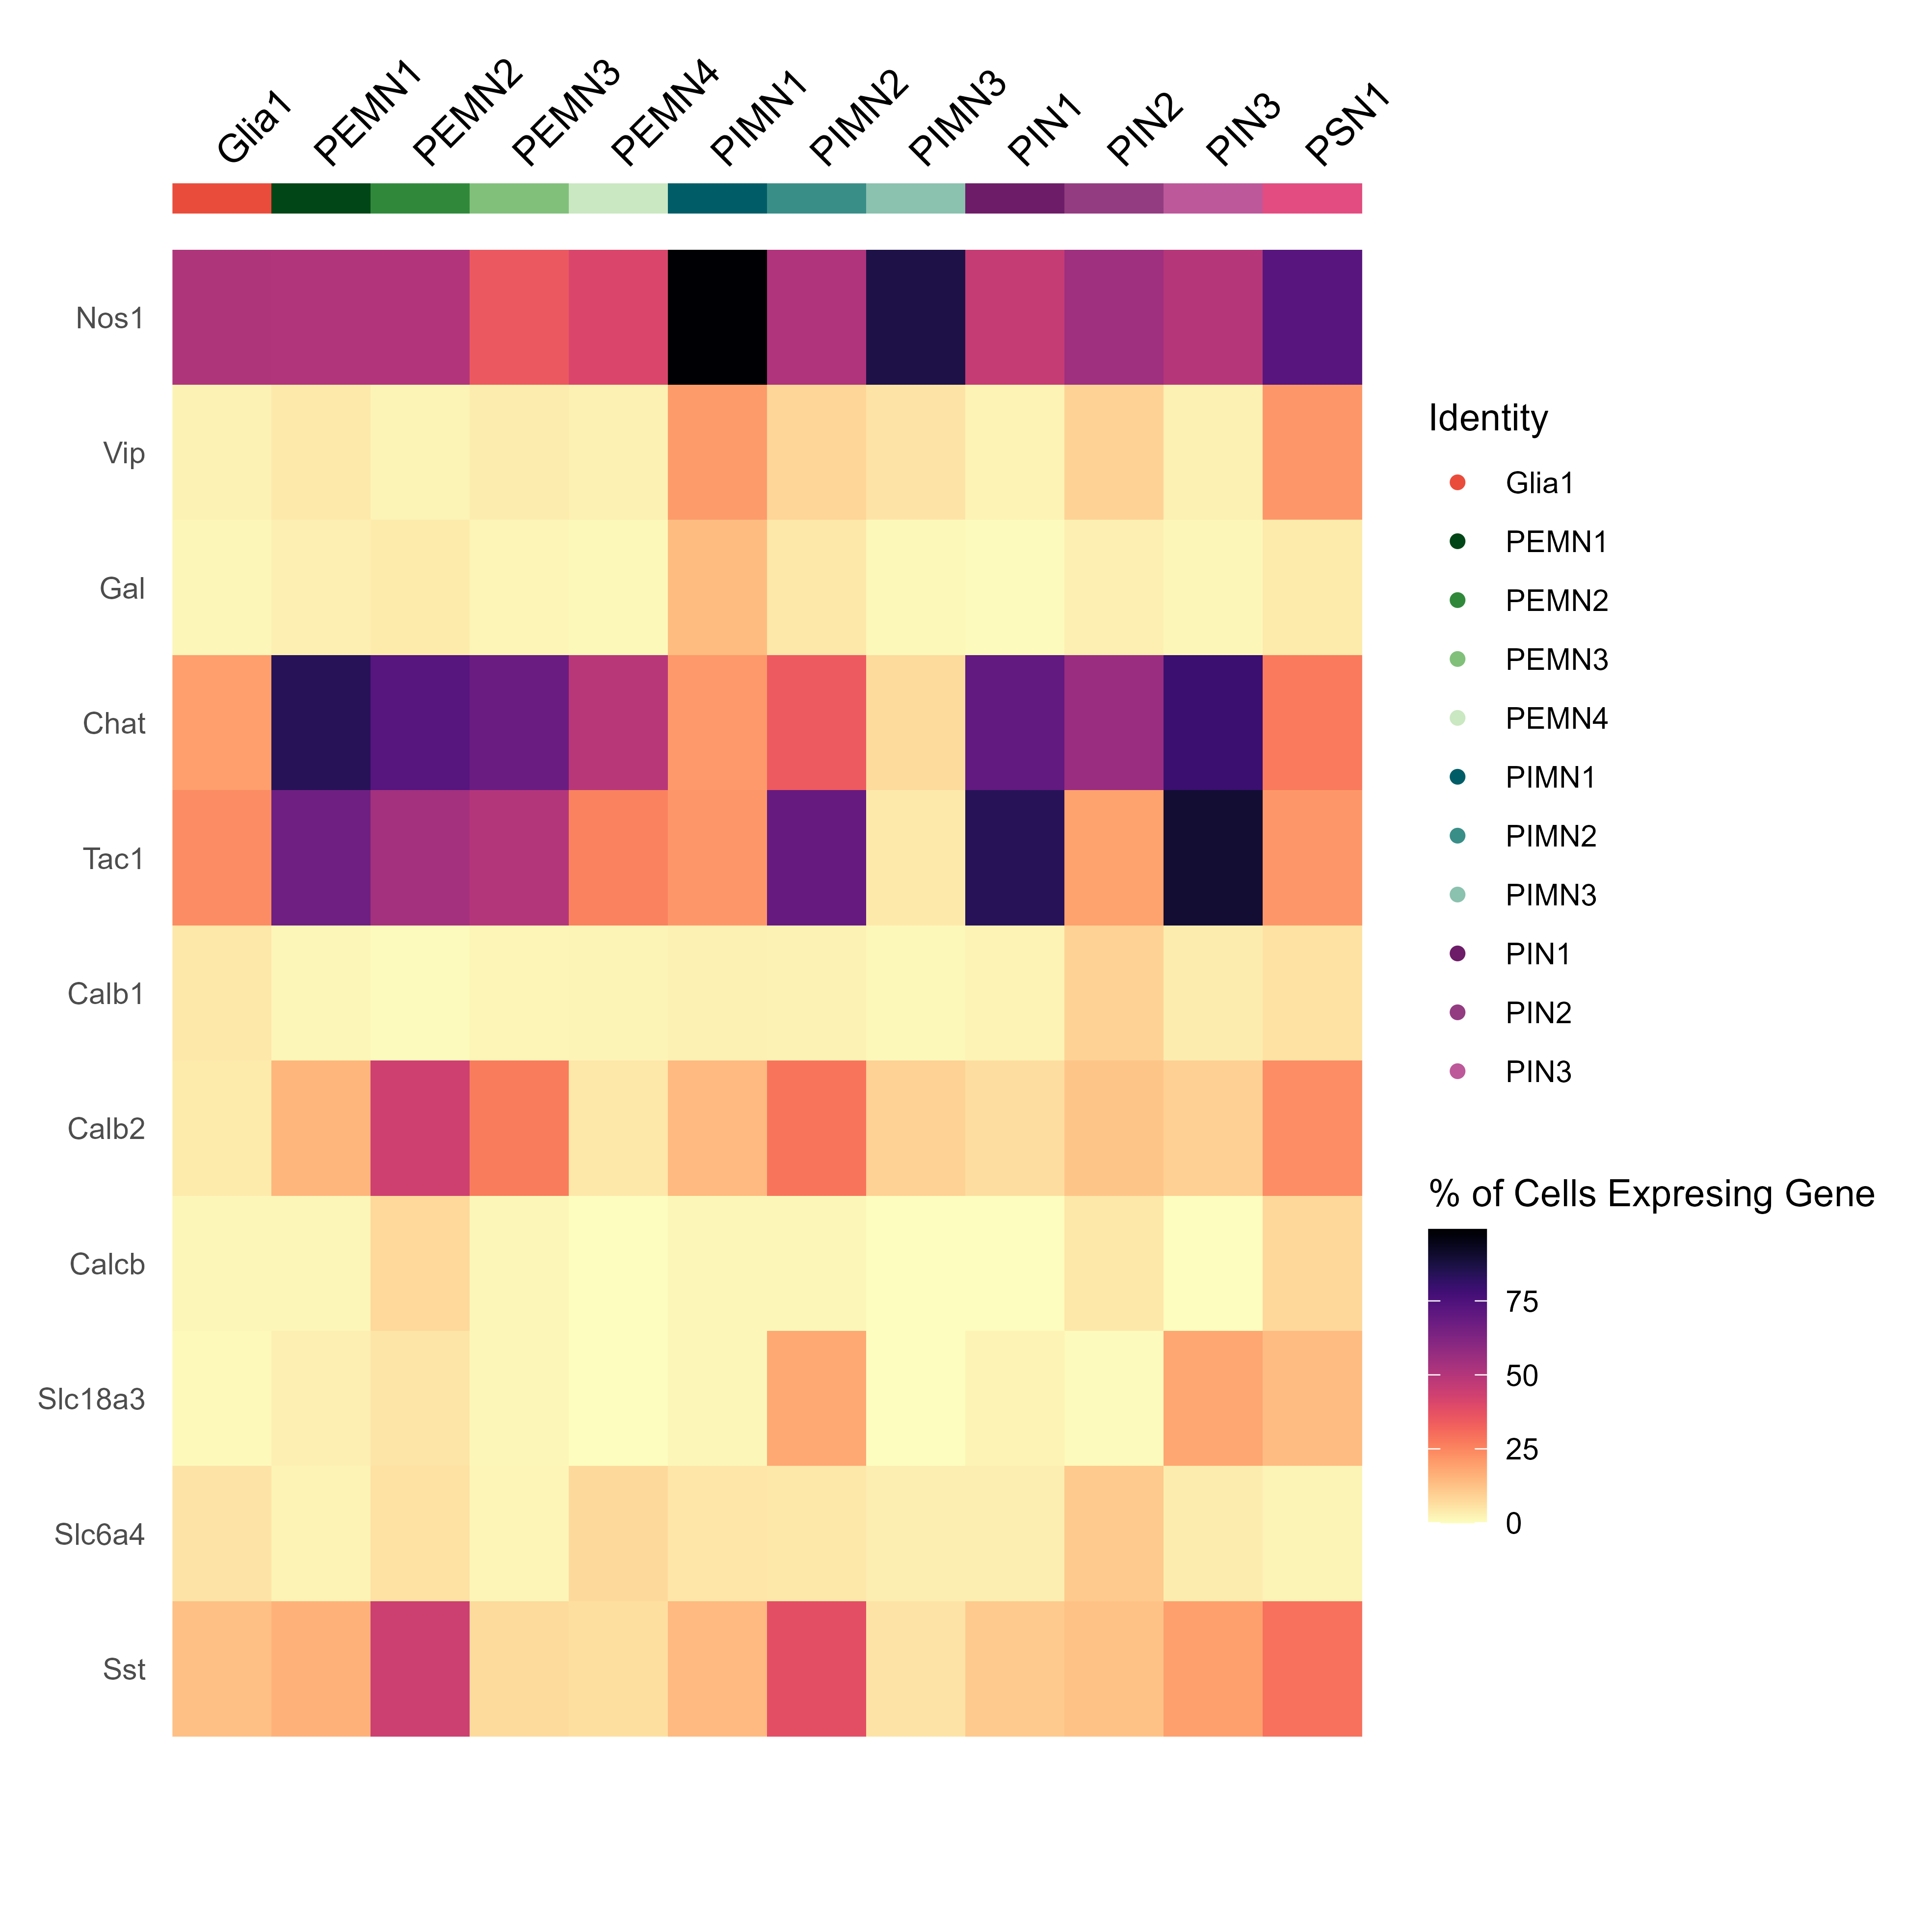 Glia1 PEMN1 PEMN2 PEMN3 PEMN4 PIMN1 PIMN2 PIMN3 PIN1 PIN2 PIN3 PSN1
Nos1
Vip
Gal
Chat
Tac1
Calb1
Calb2
Calcb
Slc18a3
Slc6a4
Sst
Identity
Glia1
PEMN1
PEMN2
PEMN3
PEMN4
PIMN1
PIMN2
PIMN3
PIN1
PIN2
PIN3
% of Cells Expresing Gene
75
50
25
0